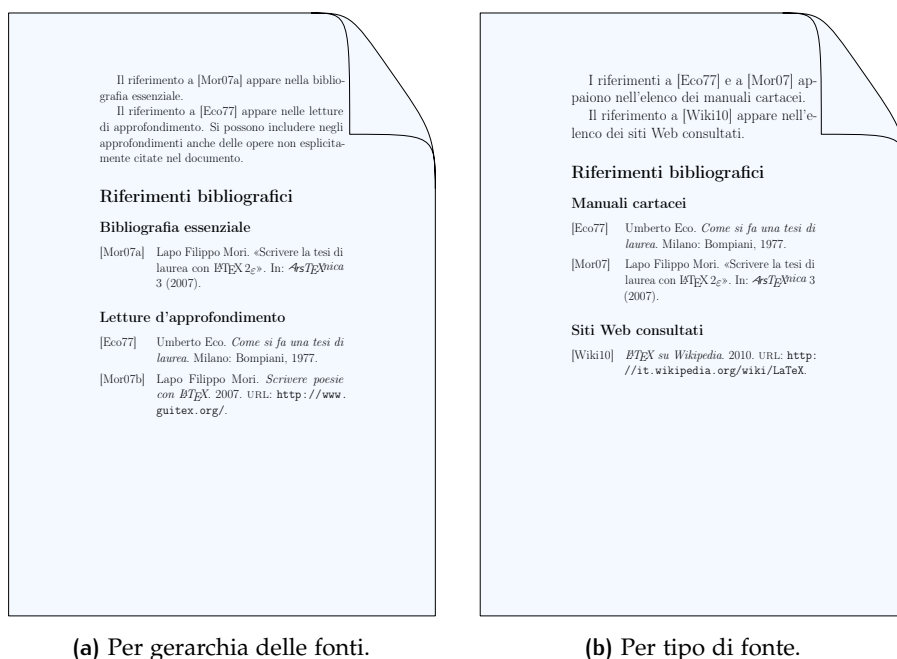 Il riferimento a [Mor07a] appare nella biblio-
grafia essenziale.
Il riferimento a [Eco77] appare nelle letture
di approfondimento. Si possono includere negli
approfondimenti anche delle opere non esplicita-
mente citate nel documento.
Riferimenti bibliografici
Bibliografia essenziale
[Mor07a] Lapo Filippo Mori. «Scrivere la tesi di
laurea con LATEX 2ε». In: ArsTEXnica
3 (2007).
Letture d'approfondimento
[Eco77] Umberto Eco. Come si fa una tesi di
laurea. Milano: Bompiani, 1977.
[Mor07b] Lapo Filippo Mori. Scrivere poesie
con LATEX. 2007. URL: http://www.
guitex.org/.
(a) Per gerarchia delle fonti.
I riferimenti a [Eco77] e a [Mor07] ap-
paiono nell'elenco dei manuali cartacei.
Il riferimento a [Wiki10] appare nell'e-
lenco dei siti Web consultati.
Riferimenti bibliografici
Manuali cartacei
[Eco77] Umberto Eco. Come si fa una tesi di
laurea. Milano: Bompiani, 1977.
[Mor07] Lapo Filippo Mori. «Scrivere la tesi di
laurea con LATEX 2ε». In: ArsTEXnica 3
(2007).
Siti Web consultati
[Wiki10] LATEX su Wikipedia. 2010. URL: http:
//it.wikipedia.org/wiki/LaTeX.
(b) Per tipo di fonte.